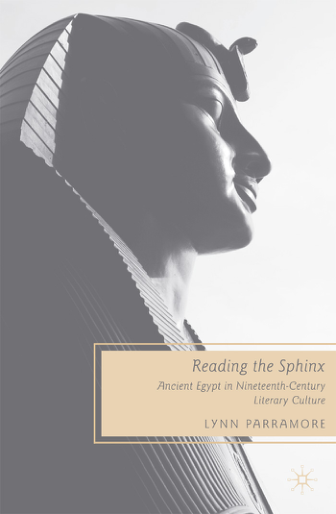 Reading the Sphinx
Ancient Egypt in Nineteenth-Century
Literary Culture
LYNN PARRAMORE